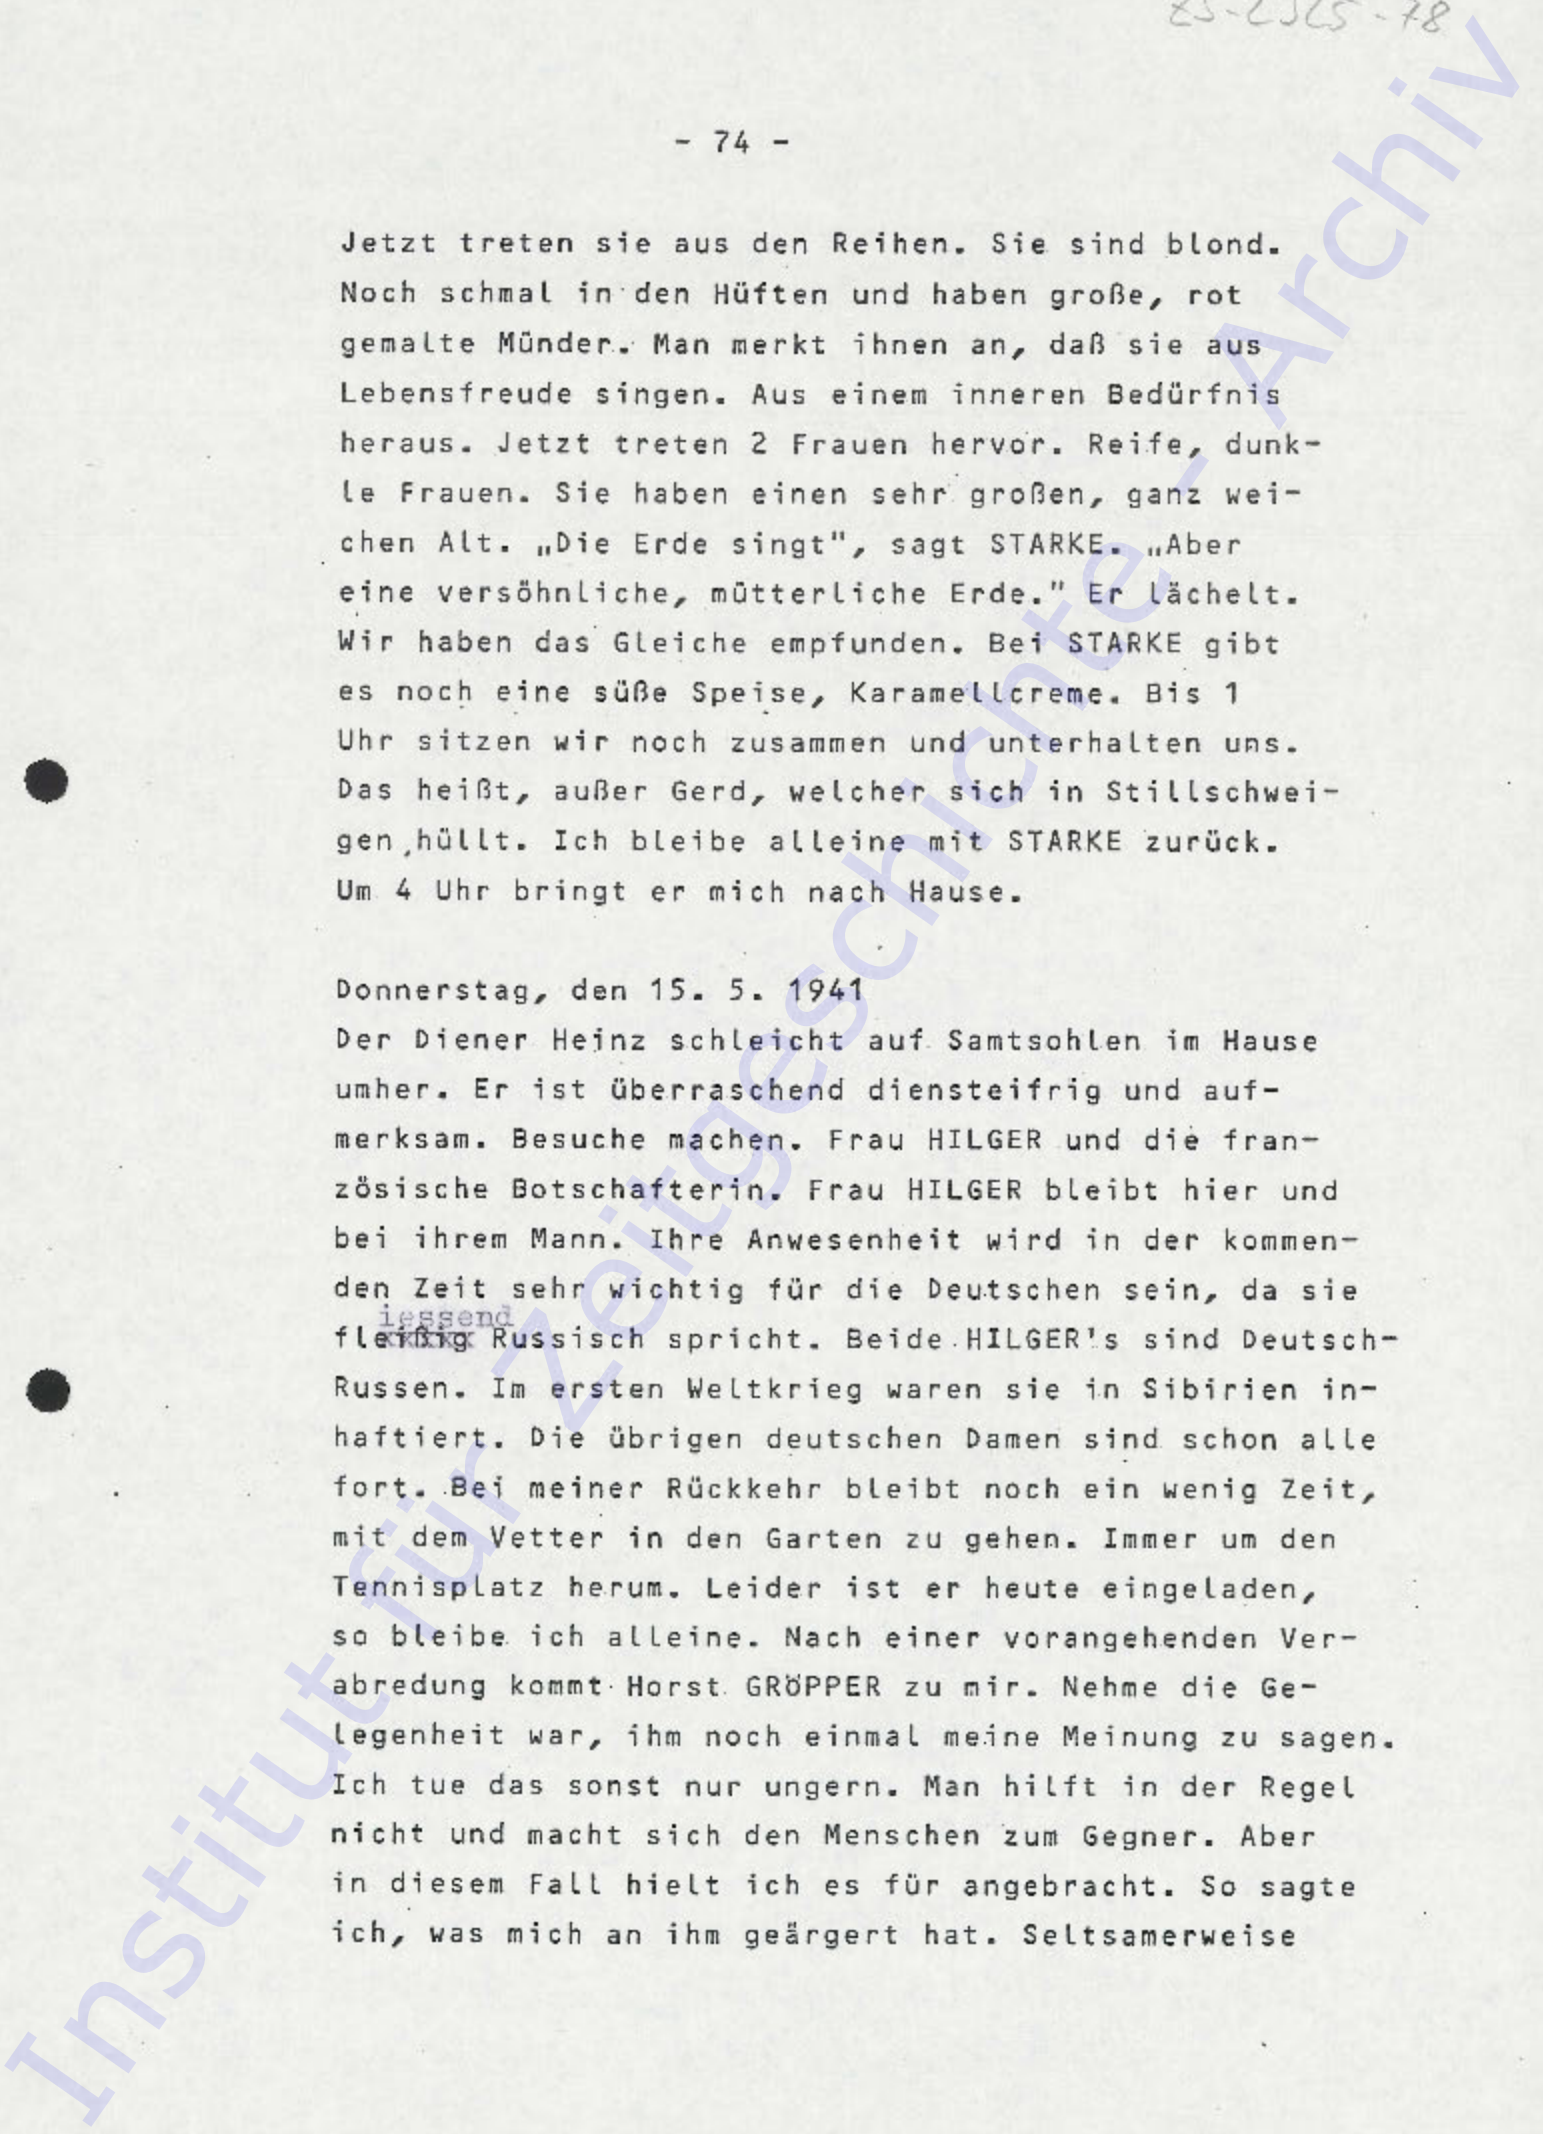 - 74 -
Jetzt treten sie aus den Reihen. Sie sind blond.
Noch schmal in den Hüften und haben große, rot
gemalte Münder. Man merkt ihnen an, daß sie aus
Lebensfreude singen. Aus einem inneren Bedürfnis
heraus. Jetzt treten 2 Frauen hervor. Reife, dunk-
le Frauen. Sie haben einen sehr großen, ganz wei-
chen Alt. „Die Erde singt", sagt STARKE. „Aber
eine versöhnliche, mütterliche Erde." Er lächelt.
Wir haben das Gleiche empfunden. Bei STARKE gibt
es noch eine süße Speise, Karamellcreme. Bis 1
Uhr sitzen wir noch zusammen und unterhalten uns.
Das heißt, außer Gerd, welcher sich in Stillschwei-
gen hüllt. Ich bleibe alleine mit STARKE zurück.
Um 4 Uhr bringt er mich nach Hause.
Donnerstag, den 15. 5. 1941
Der Diener Heinz schleicht auf Samtsohlen im Hause
umher. Er ist überraschend diensteifrig und auf-
merksam. Besuche machen. Frau HILGER und die fran-
zösische Botschafterin. Frau HILGER bleibt hier und
bei ihrem Mann. Ihre Anwesenheit wird in der kommen-
den Zeit sehr wichtig für die Deutschen sein, da sie
iessend
fleißig Russisch spricht. Beide HILGER's sind Deutsch-
Russen. Im ersten Weltkrieg waren sie in Sibirien in-
haftiert. Die übrigen deutschen Damen sind schon alle
fort. Bei meiner Rückkehr bleibt noch ein wenig Zeit,
mit dem Vetter in den Garten zu gehen. Immer um den
Tennisplatz herum. Leider ist er heute eingeladen,
so bleibe ich alleine. Nach einer vorangehenden Ver-
abredung kommt Horst GRÖPPER zu mir. Nehme die Ge-
legenheit war, ihm noch einmal meine Meinung zu sagen.
Ich tue das sonst nur ungern. Man hilft in der Regel
nicht und macht sich den Menschen zum Gegner. Aber
in diesem Fall hielt ich es für angebracht. So sagte
ich, was mich an ihm geärgert hat. Seltsamerweise
Institut für Zeitgeschichte - Archiv